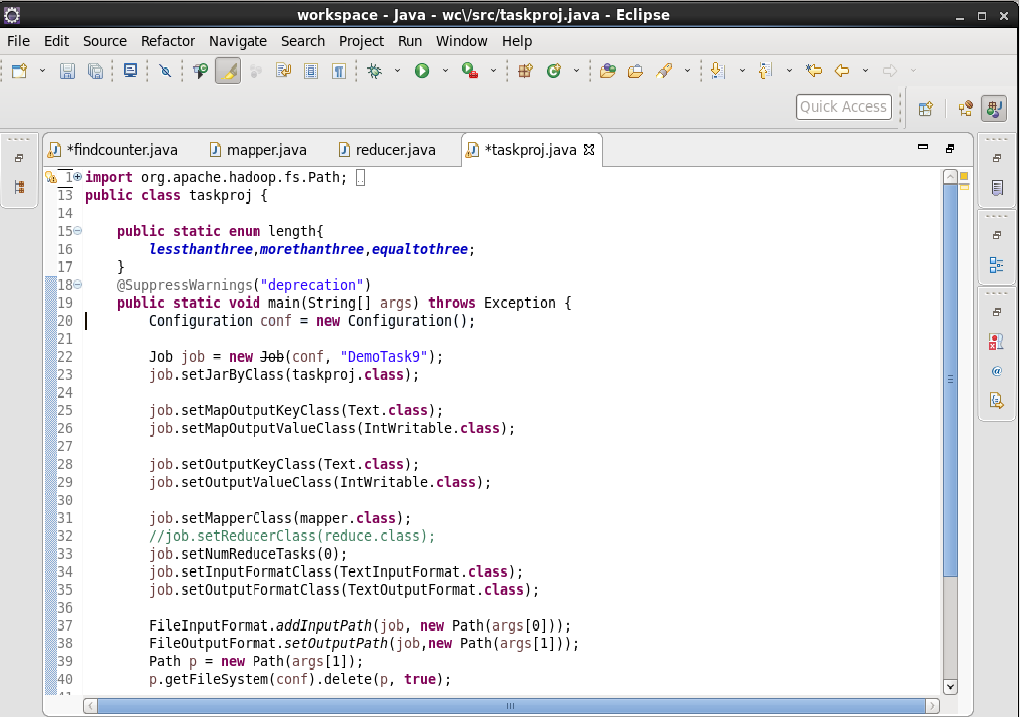 workspace - Java - wc\/src/taskproj.java - Eclipse
File Edit Source Refactor Navigate Search Project Run Window Help
Quick Access
*findcounter.java mapper.java reducer.java *taskproj.java
1 import org.apache.hadoop.fs.Path;
13 public class taskproj {
14
15 public static enum length{
16 lessthanthree,morethanthree,equaltothree;
17 }
18 @SuppressWarnings("deprecation")
19 public static void main(String[] args) throws Exception {
20 Configuration conf = new Configuration();
21
22 Job job = new Job(conf, "DemoTask9");
23 job.setJarByClass(taskproj.class);
24
25 job.setMapOutputKeyClass(Text.class);
26 job.setMapOutputValueClass(IntWritable.class);
27
28 job.setOutputKeyClass(Text.class);
29 job.setOutputValueClass(IntWritable.class);
30
31 job.setMapperClass(mapper.class);
32 //job.setReducerClass(reduce.class);
33 job.setNumReduceTasks(0);
34 job.setInputFormatClass(TextInputFormat.class);
35 job.setOutputFormatClass(TextOutputFormat.class);
36
37 FileInputFormat.addInputPath(job, new Path(args[0]));
38 FileOutputFormat.setOutputPath(job,new Path(args[1]));
39 Path p = new Path(args[1]);
40 p.getFileSystem(conf).delete(p, true);